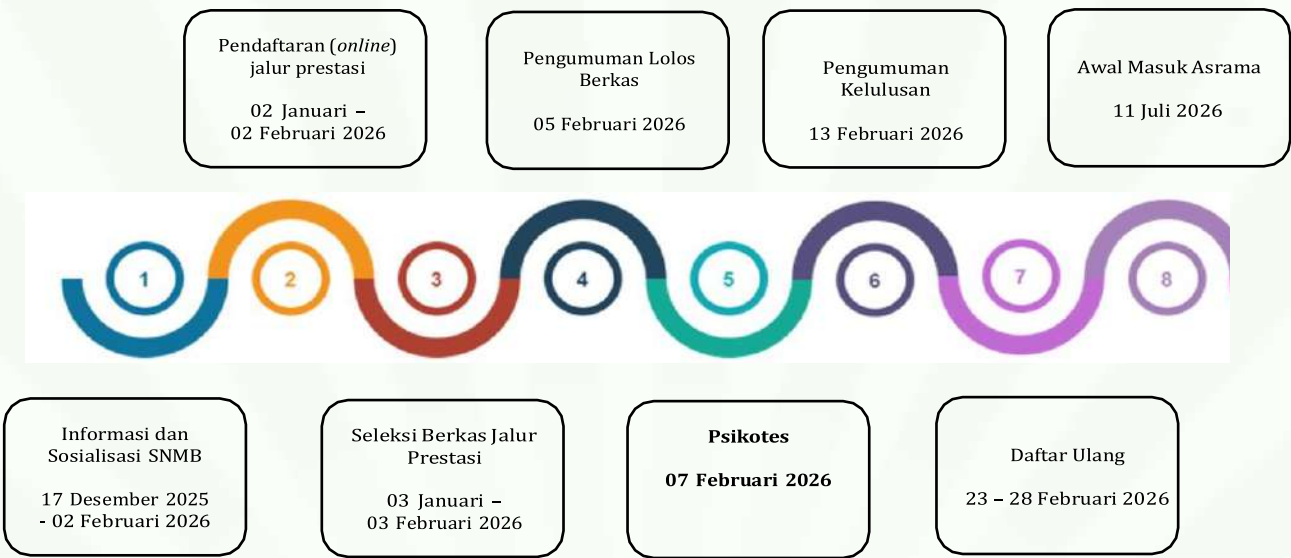 Pendaftaran (online)
jalur prestasi
02 Januari –
02 Februari 2026
Pengumuman Lolos
Berkas
05 Februari 2026
Pengumuman
Kelulusan
13 Februari 2026
Awal Masuk Asrama
11 Juli 2026
1
2
3
4
5
6
7
8
Informasi dan
Sosialisasi SNMB
17 Desember 2025
- 02 Februari 2026
Seleksi Berkas Jalur
Prestasi
03 Januari –
03 Februari 2026
Psikotes
07 Februari 2026
Daftar Ulang
23 – 28 Februari 2026